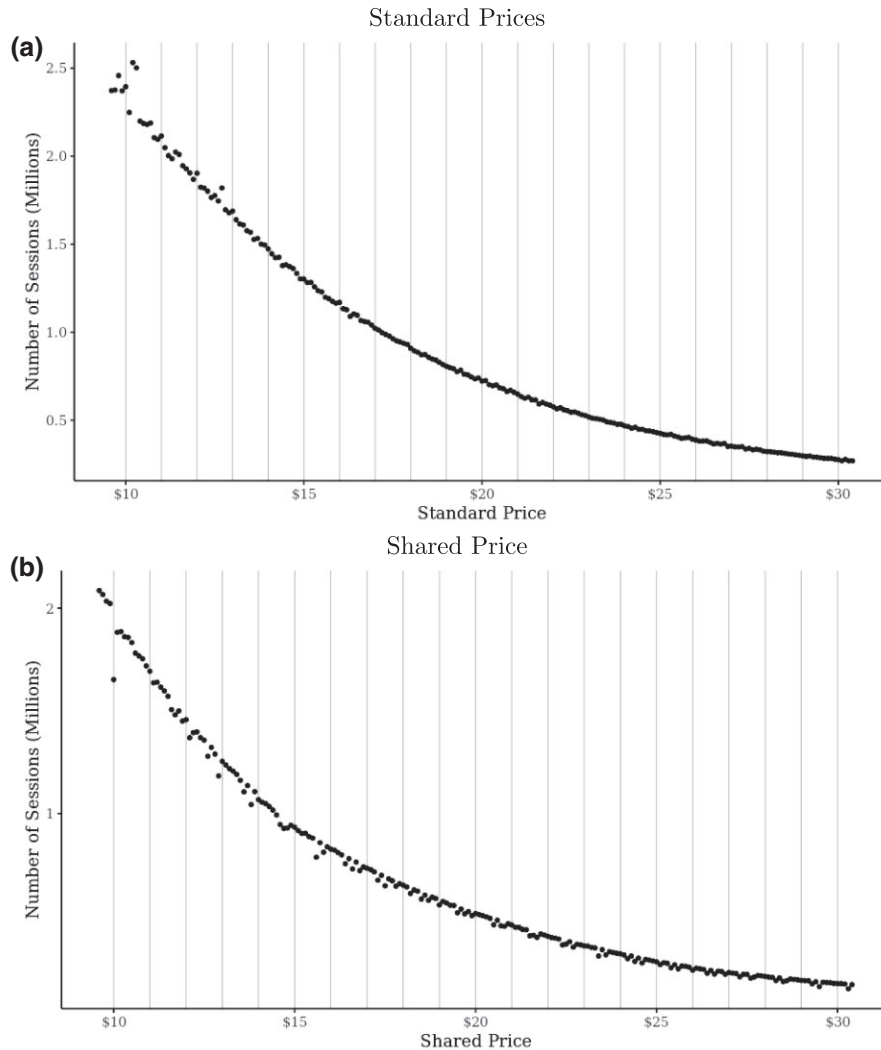 Standard Prices
(a)
2.5
2.0
1.5
1.0
0.5
Number of Sessions (Millions)
$10 $15 $20 $25 $30
Standard Price
Shared Price
(b)
2
1
Number of Sessions (Millions)
$10 $15 $20 $25 $30
Shared Price